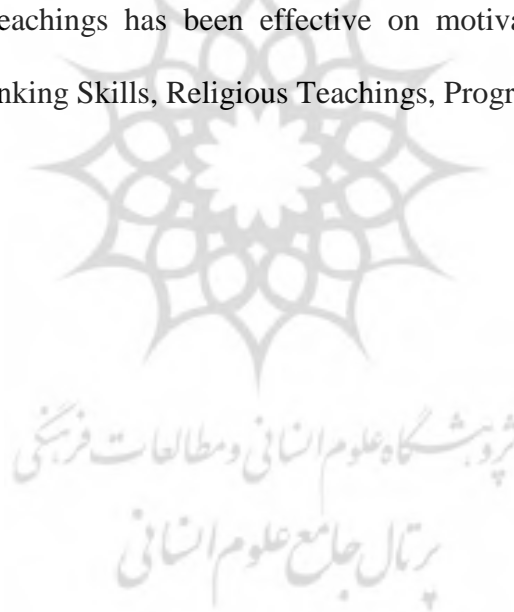 eachings has been effective on motiva
nking Skills, Religious Teachings, Progr
پژوهشگاه علوم انسانی و مطالعات فرهنگی
پرتال جامع علوم انسانی